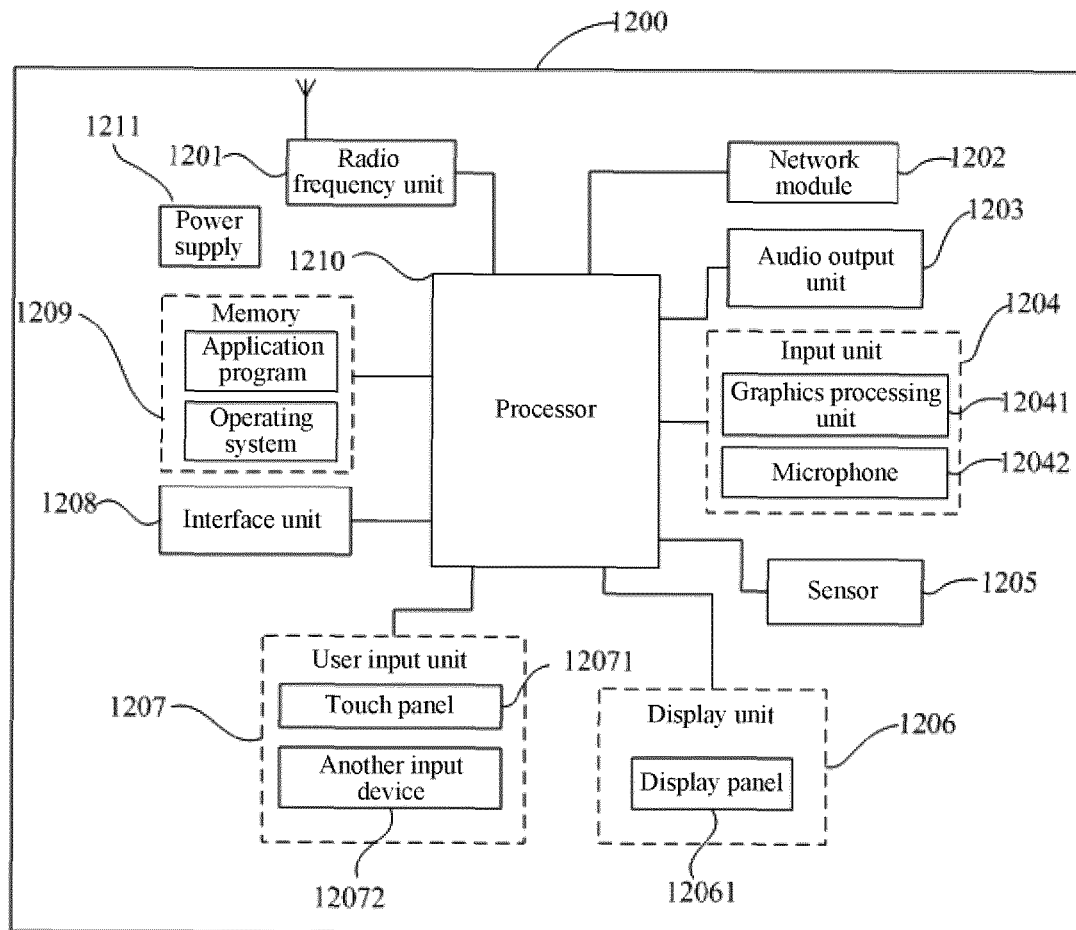 1200
1211
1201
Radio
frequency unit
Network
module
1202
Power
supply
1203
1210
Audio output
unit
1209
Memory
Application
program
Operating
system
1204
Input unit
Graphics processing
unit
12041
Processor
Microphone
12042
1208
Interface unit
Sensor
1205
User input unit
12071
1207
Touch panel
Another input
device
12072
Display unit
1206
Display panel
12061